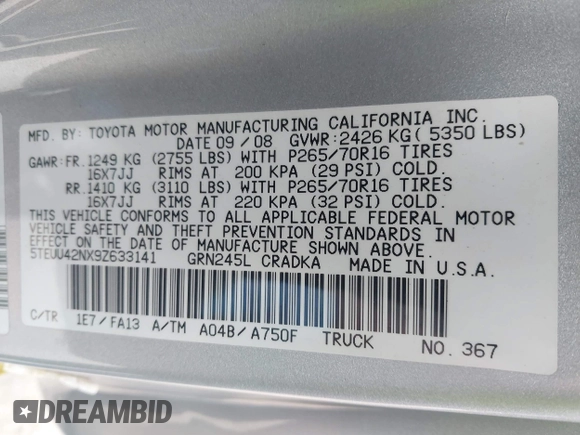 MFD. BY: TOYOTA MOTOR MANUFACTURING CALIFORNIA INC.
DATE 09/08 GVWR: 2426 KG (5350 LBS)
GAWR: FR. 1249 KG (2755 LBS) WITH P265/70R16 TIRES
16X7JJ RIMS AT 200 KPA (29 PSI) COLD.
RR. 1410 KG (3110 LBS) WITH P265/70R16 TIRES
16X7JJ RIMS AT 220 KPA (32 PSI) COLD.
THIS VEHICLE CONFORMS TO ALL APPLICABLE FEDERAL MOTOR
VEHICLE SAFETY AND THEFT PREVENTION STANDARDS IN
EFFECT ON THE DATE OF MANUFACTURE SHOWN ABOVE.
5TEUU42NX9Z633141 GRN245L CRADKA MADE IN U.S.A.
C/TR 1E7/FA13 A/TM A04B/A750F TRUCK NO. 367
DREAMBID